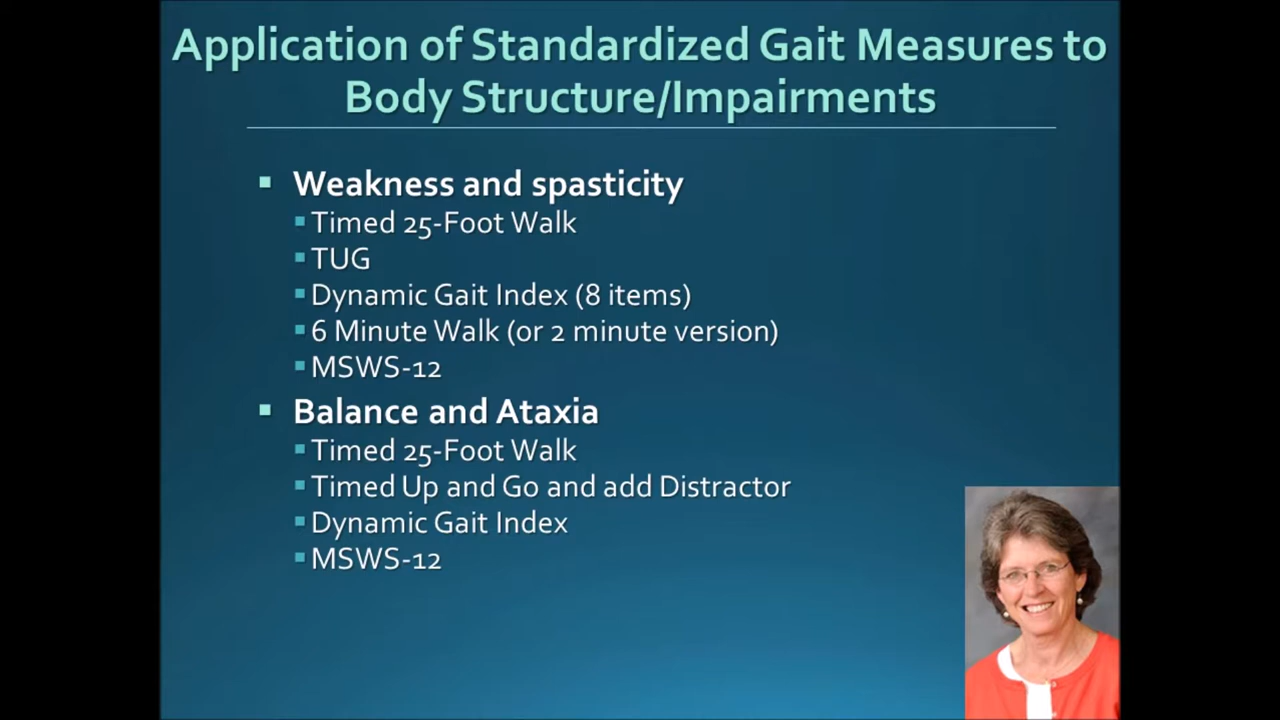 Application of Standardized Gait Measures to
Body Structure/Impairments
Weakness and spasticity
Timed 25-Foot Walk
TUG
Dynamic Gait Index (8 items)
6 Minute Walk (or 2 minute version)
MSWS-12
Balance and Ataxia
Timed 25-Foot Walk
Timed Up and Go and add Distractor
Dynamic Gait Index
MSWS-12